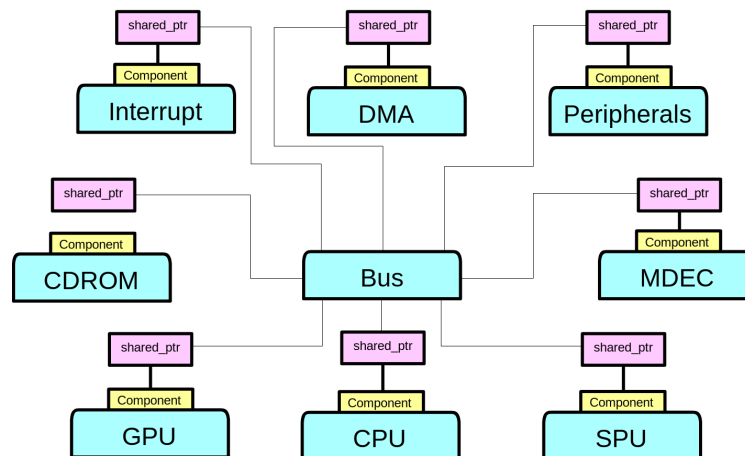 shared_ptr
shared_ptr
shared_ptr
Component
Component
Component
Interrupt
DMA
Peripherals
shared_ptr
shared_ptr
Component
Component
CDROM
Bus
MDEC
shared_ptr
shared_ptr
shared_ptr
Component
Component
Component
GPU
CPU
SPU